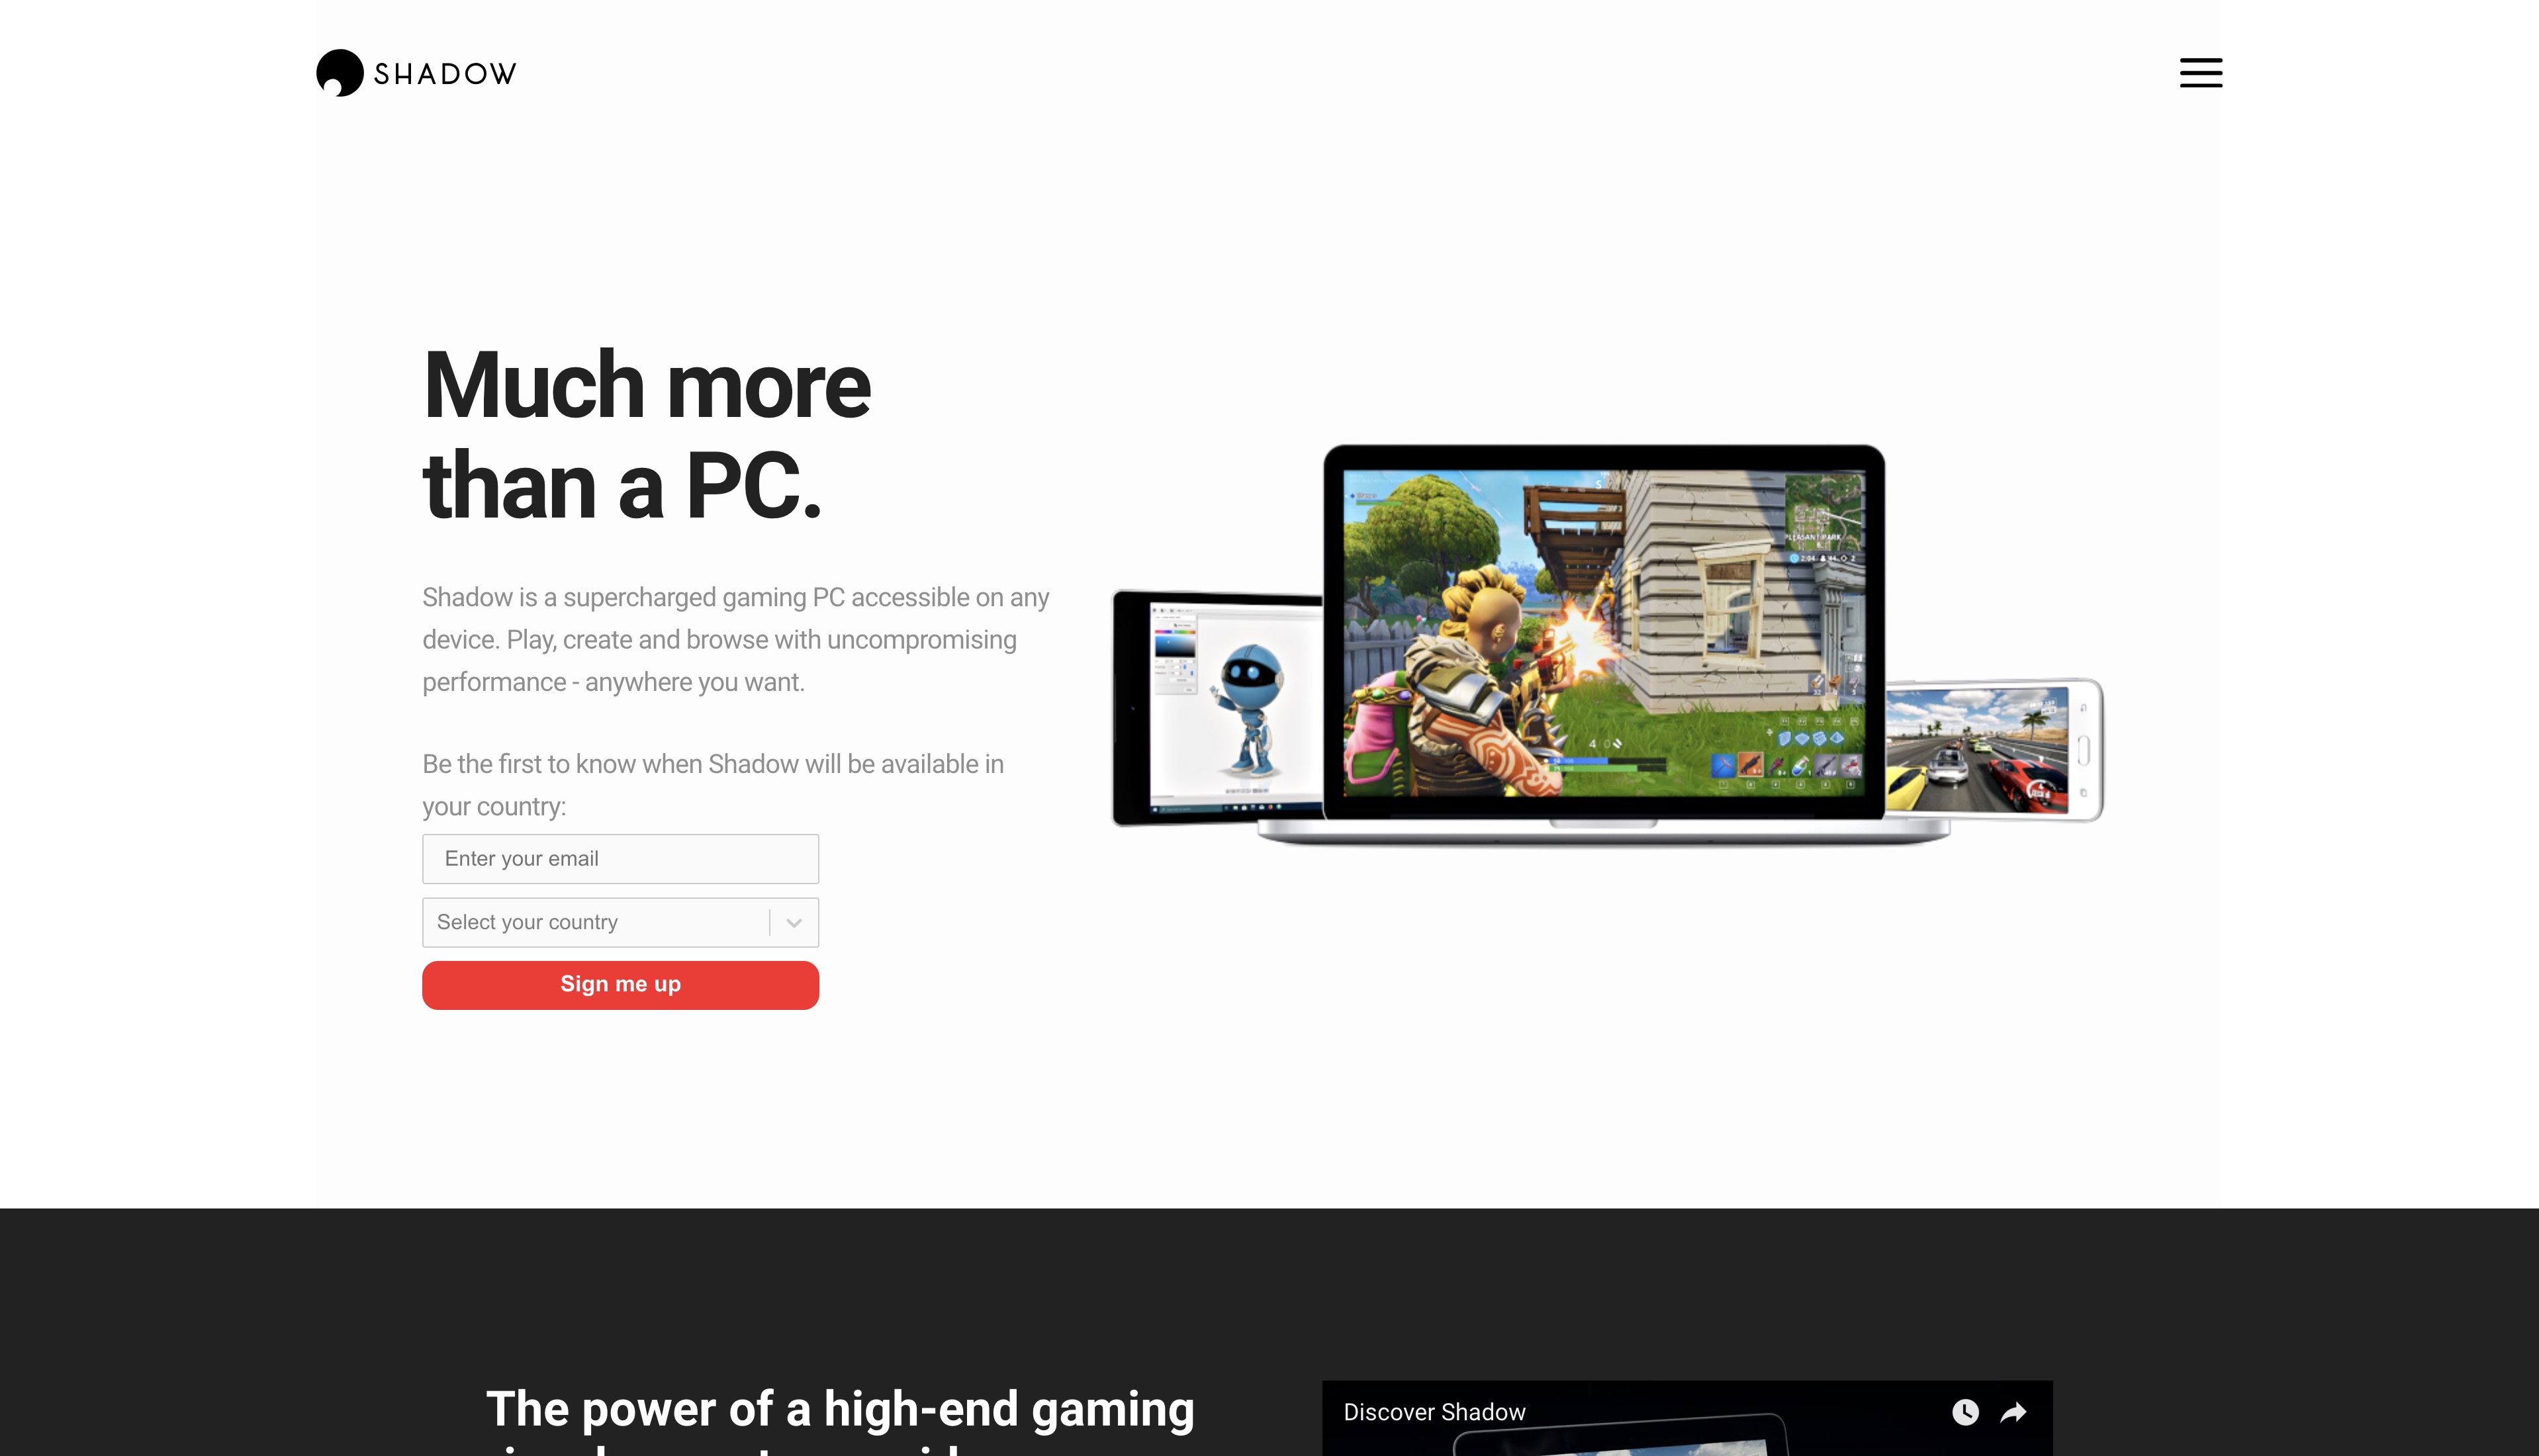 SHADOW
Much more
than a PC.
Shadow is a supercharged gaming PC accessible on any
device. Play, create and browse with uncompromising
performance - anywhere you want.
Be the first to know when Shadow will be available in
your country:
Enter your email
Select your country
Sign me up
PLEASANT PARK
The power of a high-end gaming
Discover Shadow